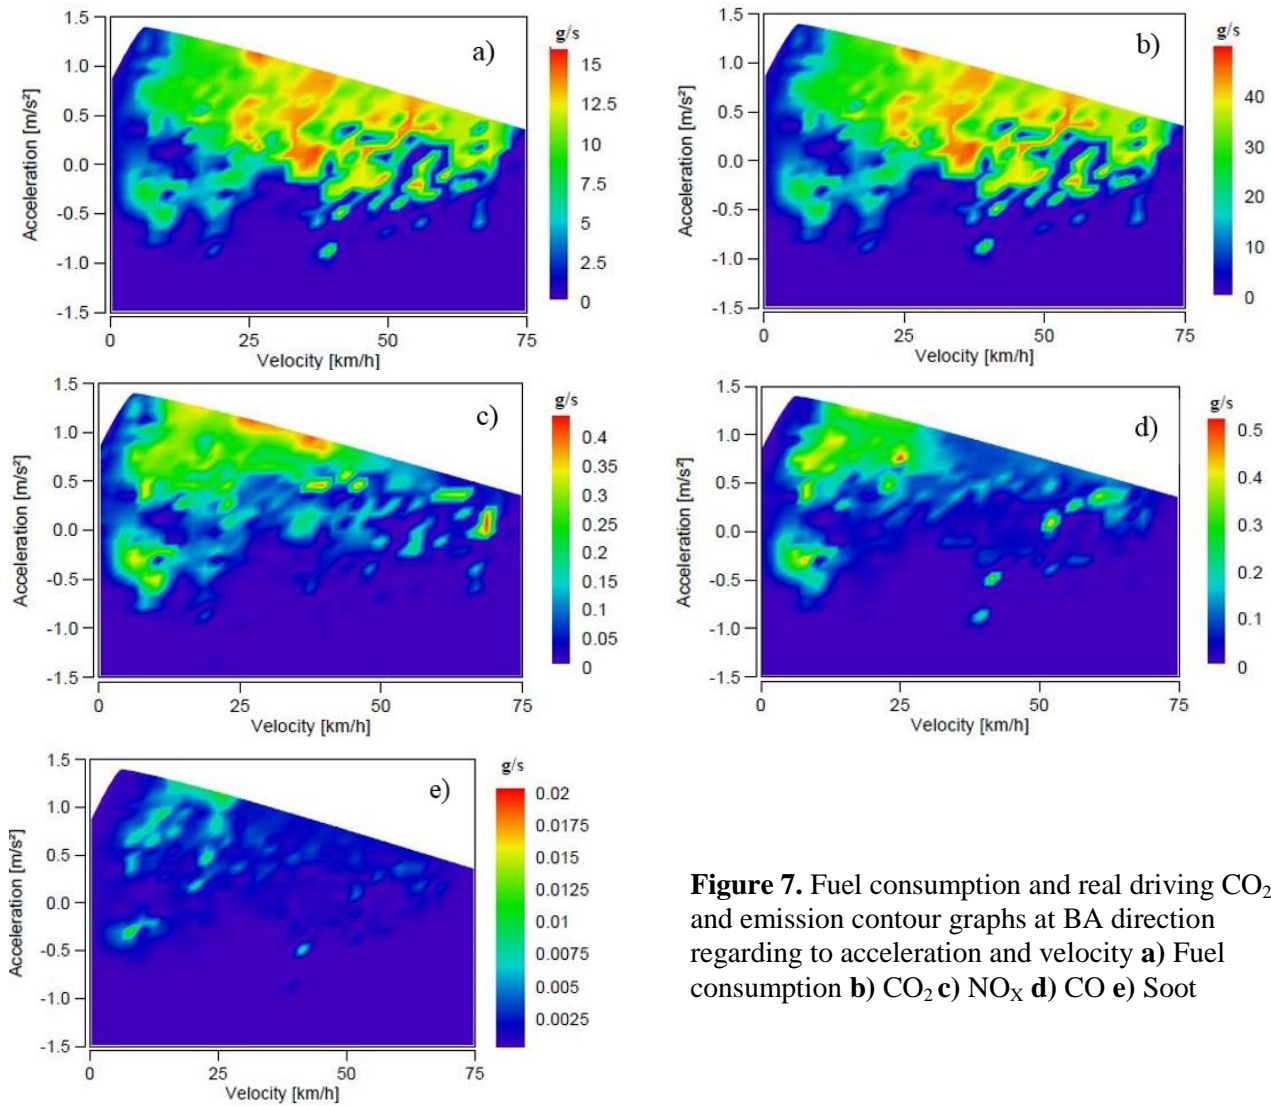 a)
g/s
15
12.5
10
7.5
5
2.5
0
1.5
1.0
0.5
0.0
-0.5
-1.0
-1.5
Acceleration [m/s²]
0 25 50 75
Velocity [km/h]
b)
g/s
40
30
20
10
0
1.5
1.0
0.5
0.0
-0.5
-1.0
-1.5
Acceleration [m/s²]
0 25 50 75
Velocity [km/h]
c)
g/s
0.4
0.35
0.3
0.25
0.2
0.15
0.1
0.05
0
1.5
1.0
0.5
0.0
-0.5
-1.0
-1.5
Acceleration [m/s²]
0 25 50 75
Velocity [km/h]
d)
g/s
0.5
0.4
0.3
0.2
0.1
0
1.5
1.0
0.5
0.0
-0.5
-1.0
-1.5
Acceleration [m/s²]
0 25 50 75
Velocity [km/h]
e)
g/s
0.02
0.0175
0.015
0.0125
0.01
0.0075
0.005
0.0025
1.5
1.0
0.5
0.0
-0.5
-1.0
-1.5
Acceleration [m/s²]
0 25 50 75
Velocity [km/h]
Figure 7. Fuel consumption and real driving CO₂
and emission contour graphs at BA direction
regarding to acceleration and velocity a) Fuel
consumption b) CO₂ c) NOX d) CO e) Soot